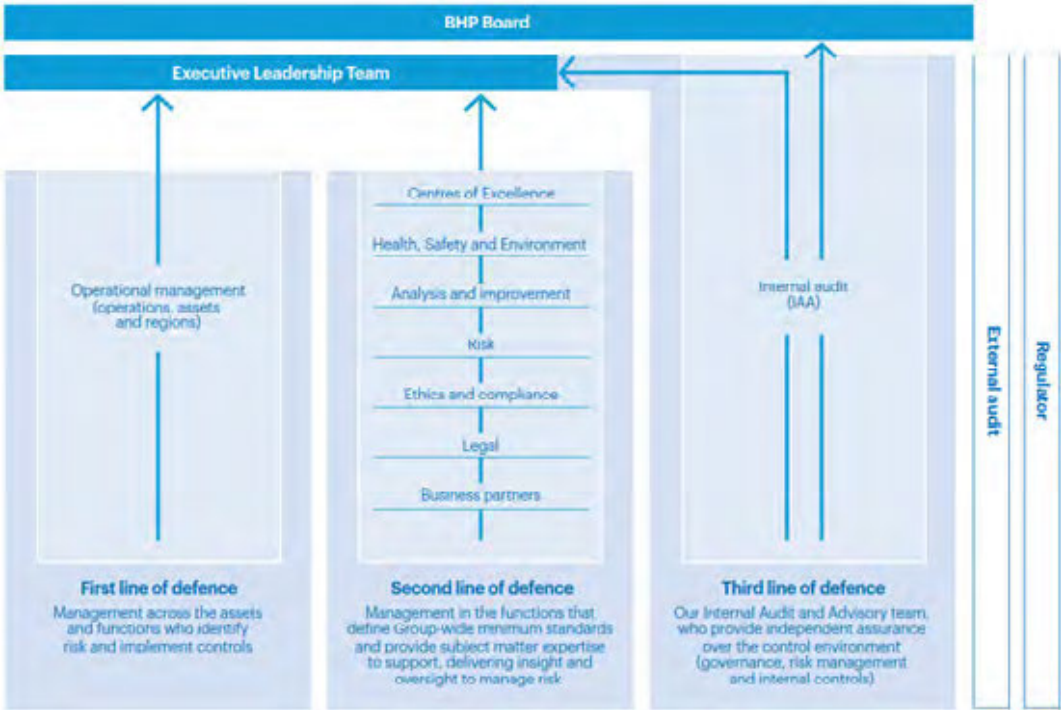 BHP Board
Executive Leadership Team
Operational management
(operations, assets
and regions)
First line of defence
Management across the assets
and functions who identify
risk and implement controls
Centres of Excellence
Health, Safety and Environment
Analysis and improvement
Risk
Ethics and compliance
Legal
Business partners
Second line of defence
Management in the functions that
define Group-wide minimum standards
and provide subject matter expertise
to support, delivering insight and
oversight to manage risk
Internal audit
(IAA)
Third line of defence
Our Internal Audit and Advisory team,
who provide independent assurance
over the control environment
(governance, risk management
and internal controls)
External audit
Regulator